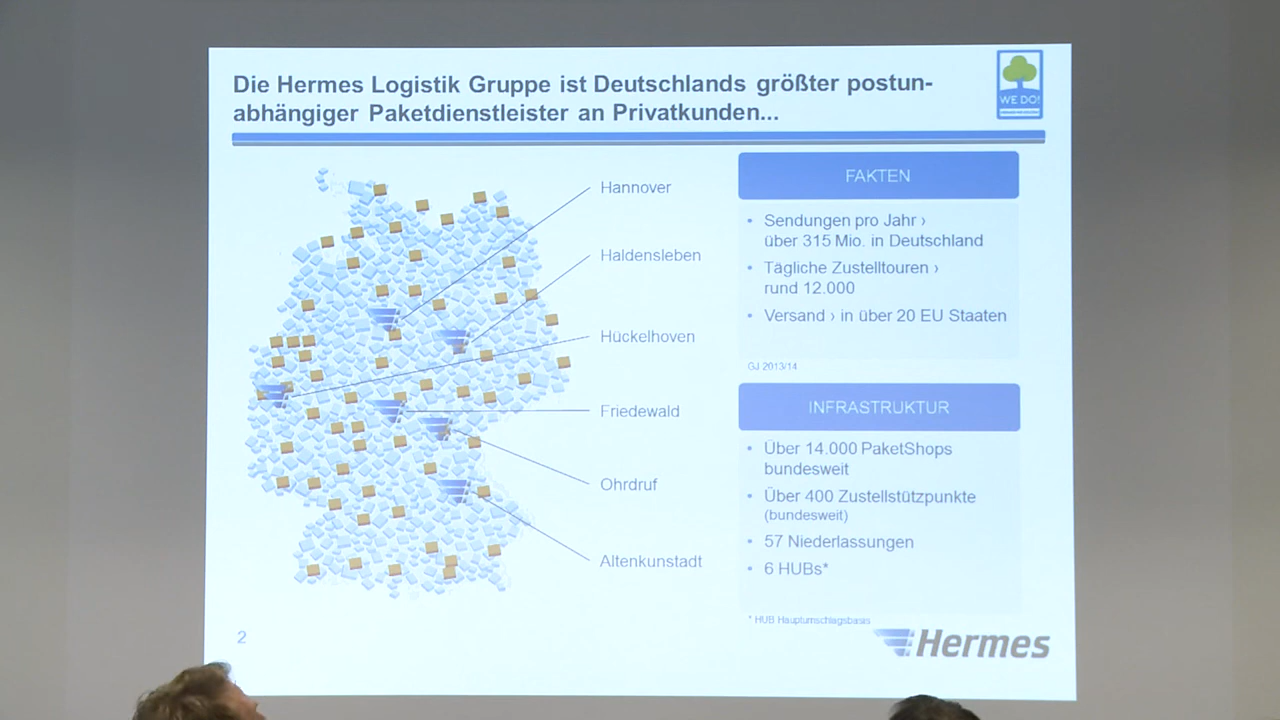 Die Hermes Logistik Gruppe ist Deutschlands größter postun-
abhängiger Paketdienstleister an Privatkunden...
WE DO!
Hannover
Haldensleben
Hückelhoven
Friedewald
Ohrdruf
Altenkunstadt
FAKTEN
• Sendungen pro Jahr ›
über 315 Mio. in Deutschland
• Tägliche Zustelltouren ›
rund 12.000
• Versand › in über 20 EU Staaten
GJ 2013/14
INFRASTRUKTUR
• Über 14.000 PaketShops
bundesweit
• Über 400 Zustellstützpunkte
(bundesweit)
• 57 Niederlassungen
• 6 HUBs*
* HUB Hauptumschlagsbasis
2
Hermes